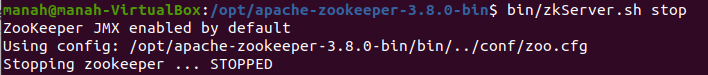 manah@manah-VirtualBox:/opt/apache-zookeeper-3.8.0-bin$ bin/zkServer.sh stop
ZooKeeper JMX enabled by default
Using config: /opt/apache-zookeeper-3.8.0-bin/bin/../conf/zoo.cfg
Stopping zookeeper ... STOPPED